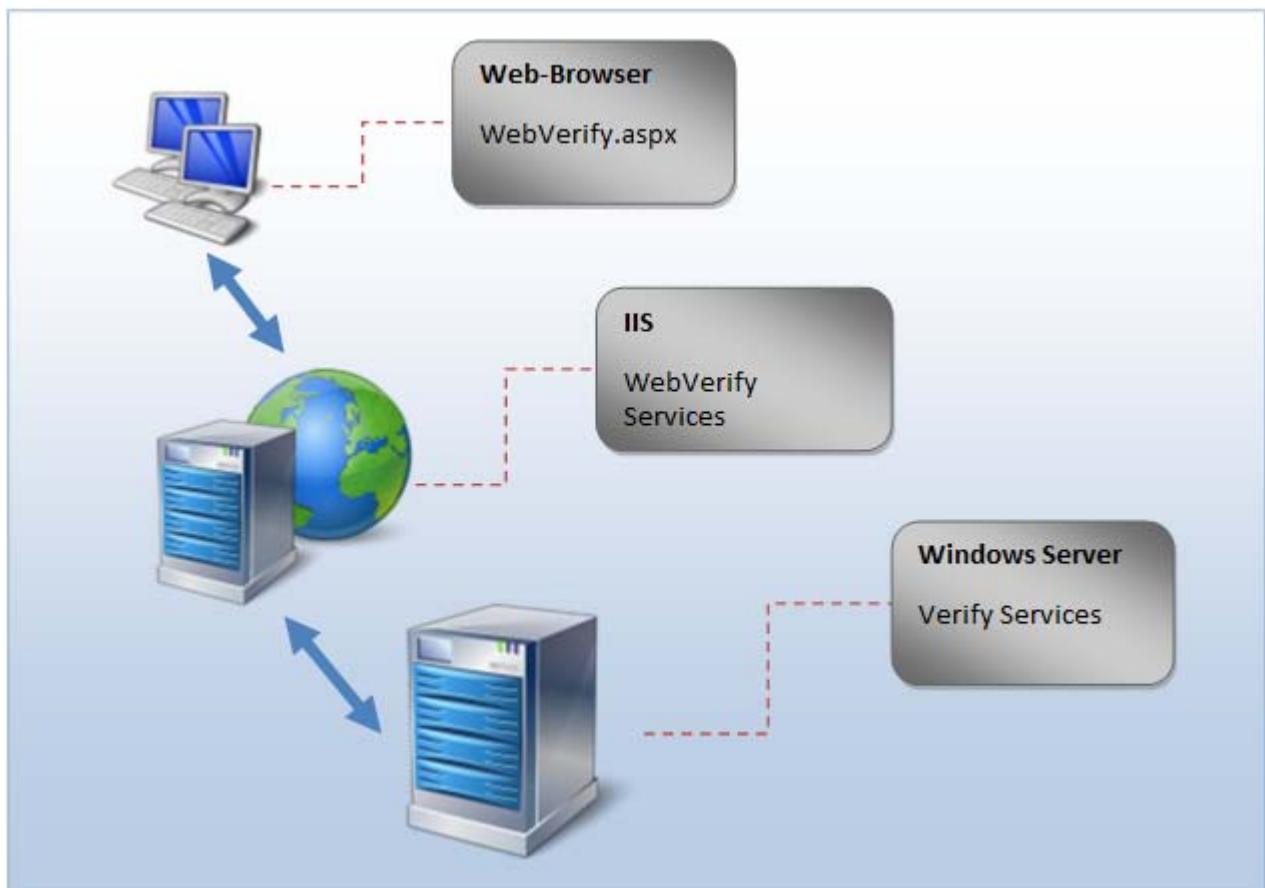 Web-Browser
WebVerify.aspx
IIS
WebVerify
Services
Windows Server
Verify Services